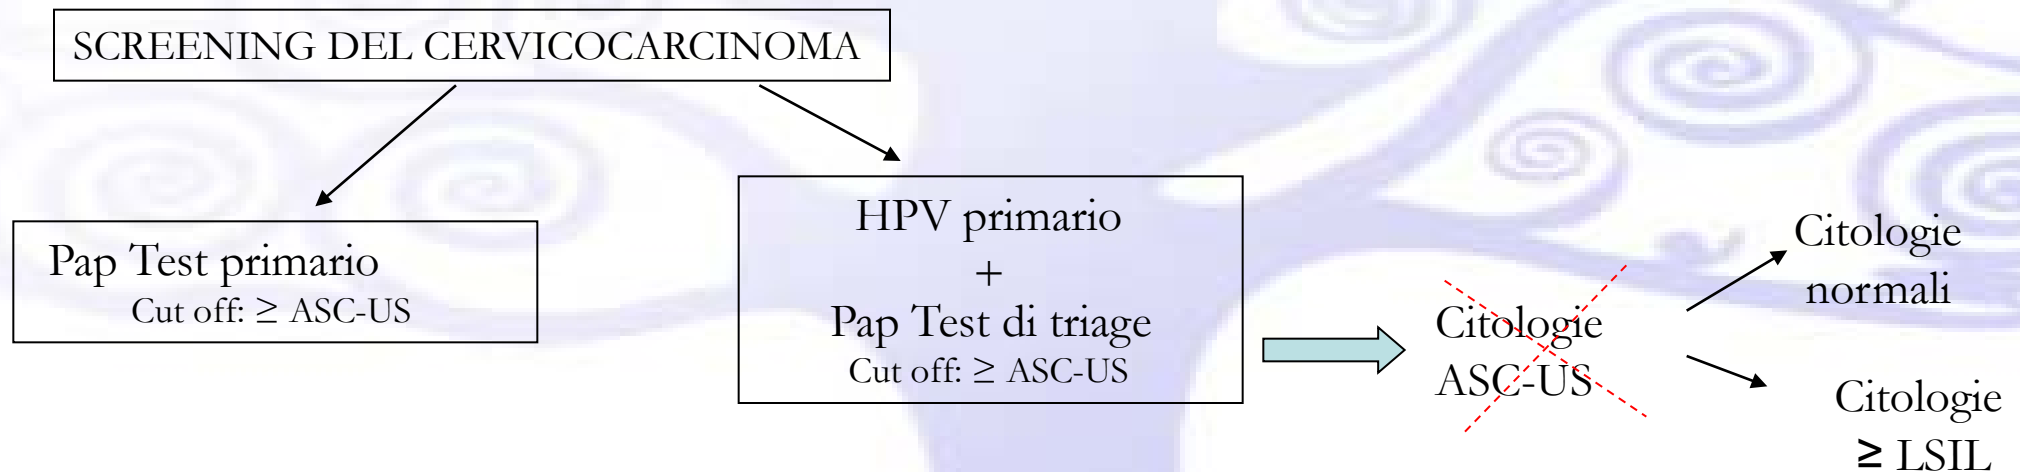 SCREENING DEL CERVICOCARCINOMA
Pap Test primario
Cut off: ≥ ASC-US
HPV primario
+
Pap Test di triage
Cut off: ≥ ASC-US
Citologie
ASC-US
Citologie
normali
Citologie
≥ LSIL